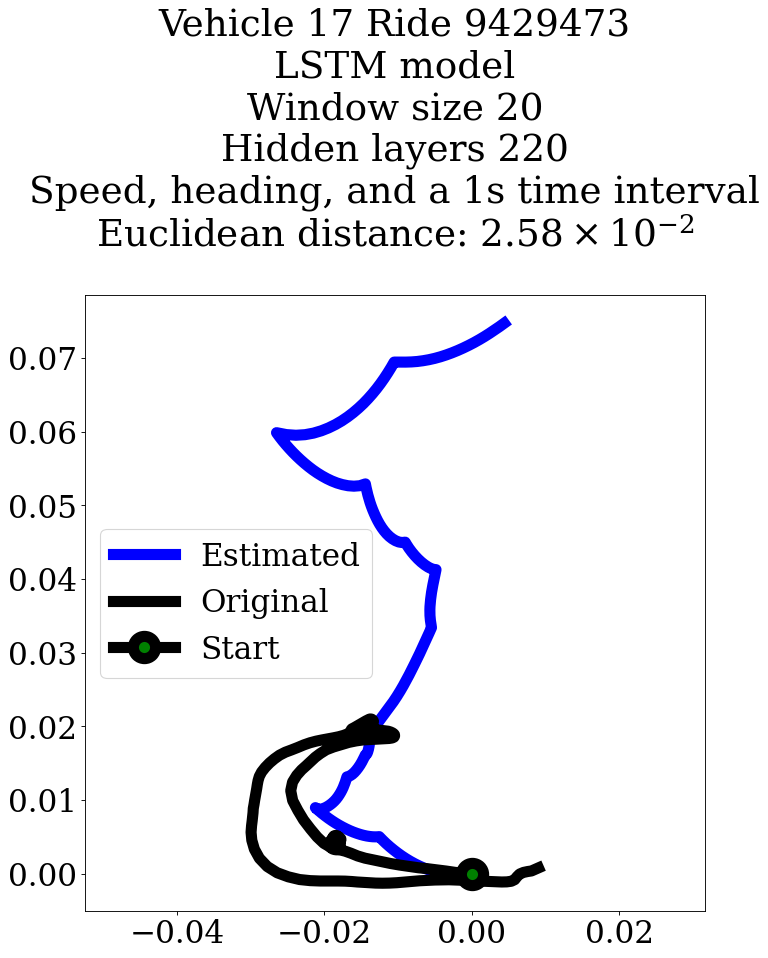 Vehicle 17 Ride 9429473
LSTM model
Window size 20
Hidden layers 220
Speed, heading, and a 1s time interval
Euclidean distance: 2.58 × 10⁻²
0.07
0.06
0.05
0.04
0.03
0.02
0.01
0.00
Estimated
Original
Start
−0.04 −0.02 0.00 0.02